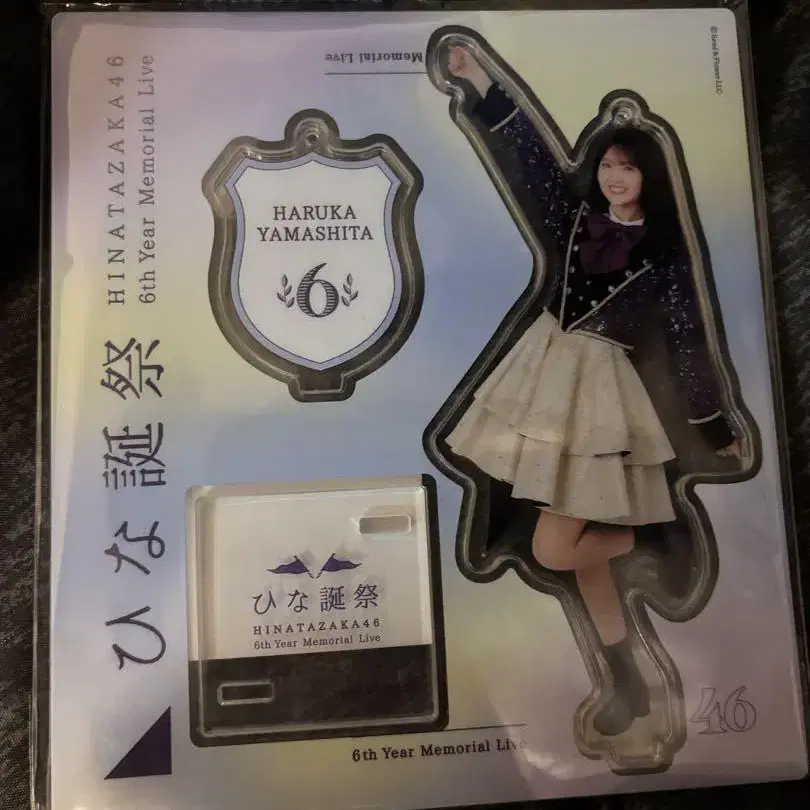 ひな誕祭
HINATAZAKA46
6th Year Memorial Live
Memorial Live
© Seed & Flower LLC
HARUKA
YAMASHITA
6
ひな誕祭
HINATAZAKA46
6th Year Memorial Live
6th Year Memorial Live
46